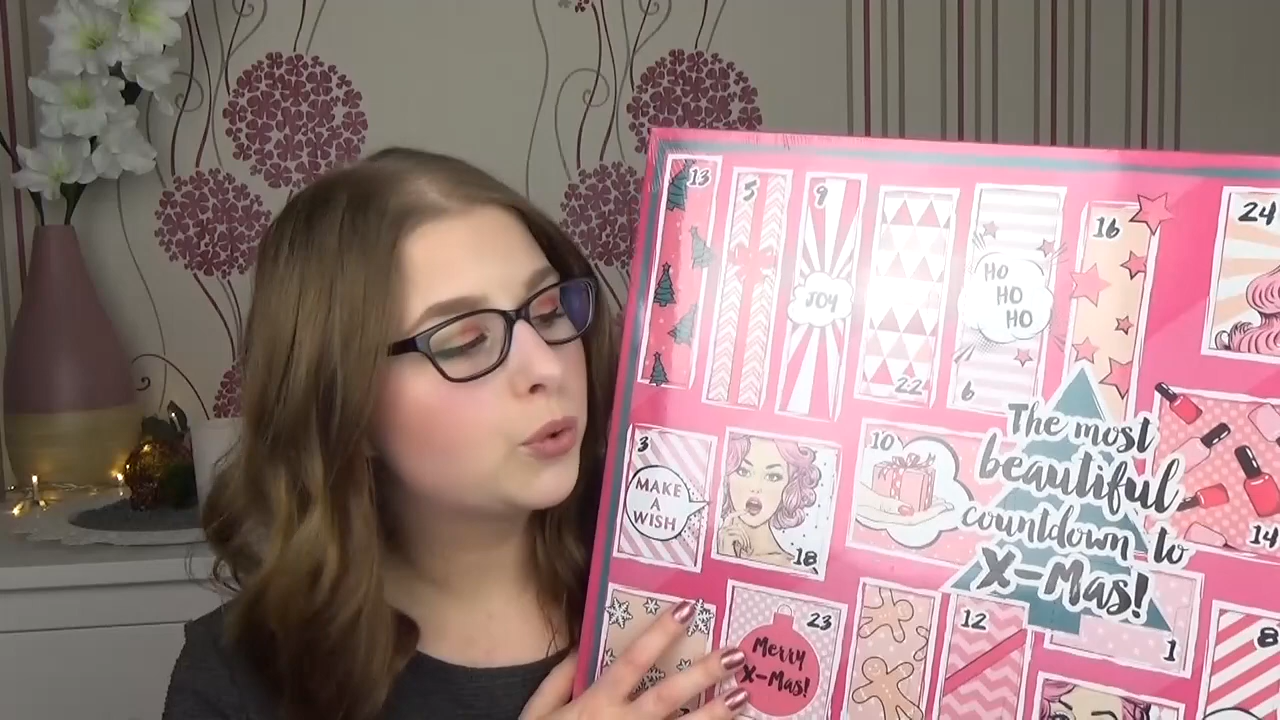 13
5
9
JOY
22
HO
HO
HO
6
16
24
3
MAKE
A
WISH
18
10
The most
beautiful
countdown to
X-Mas!
14
23
Merry
X-Mas!
12
1
8